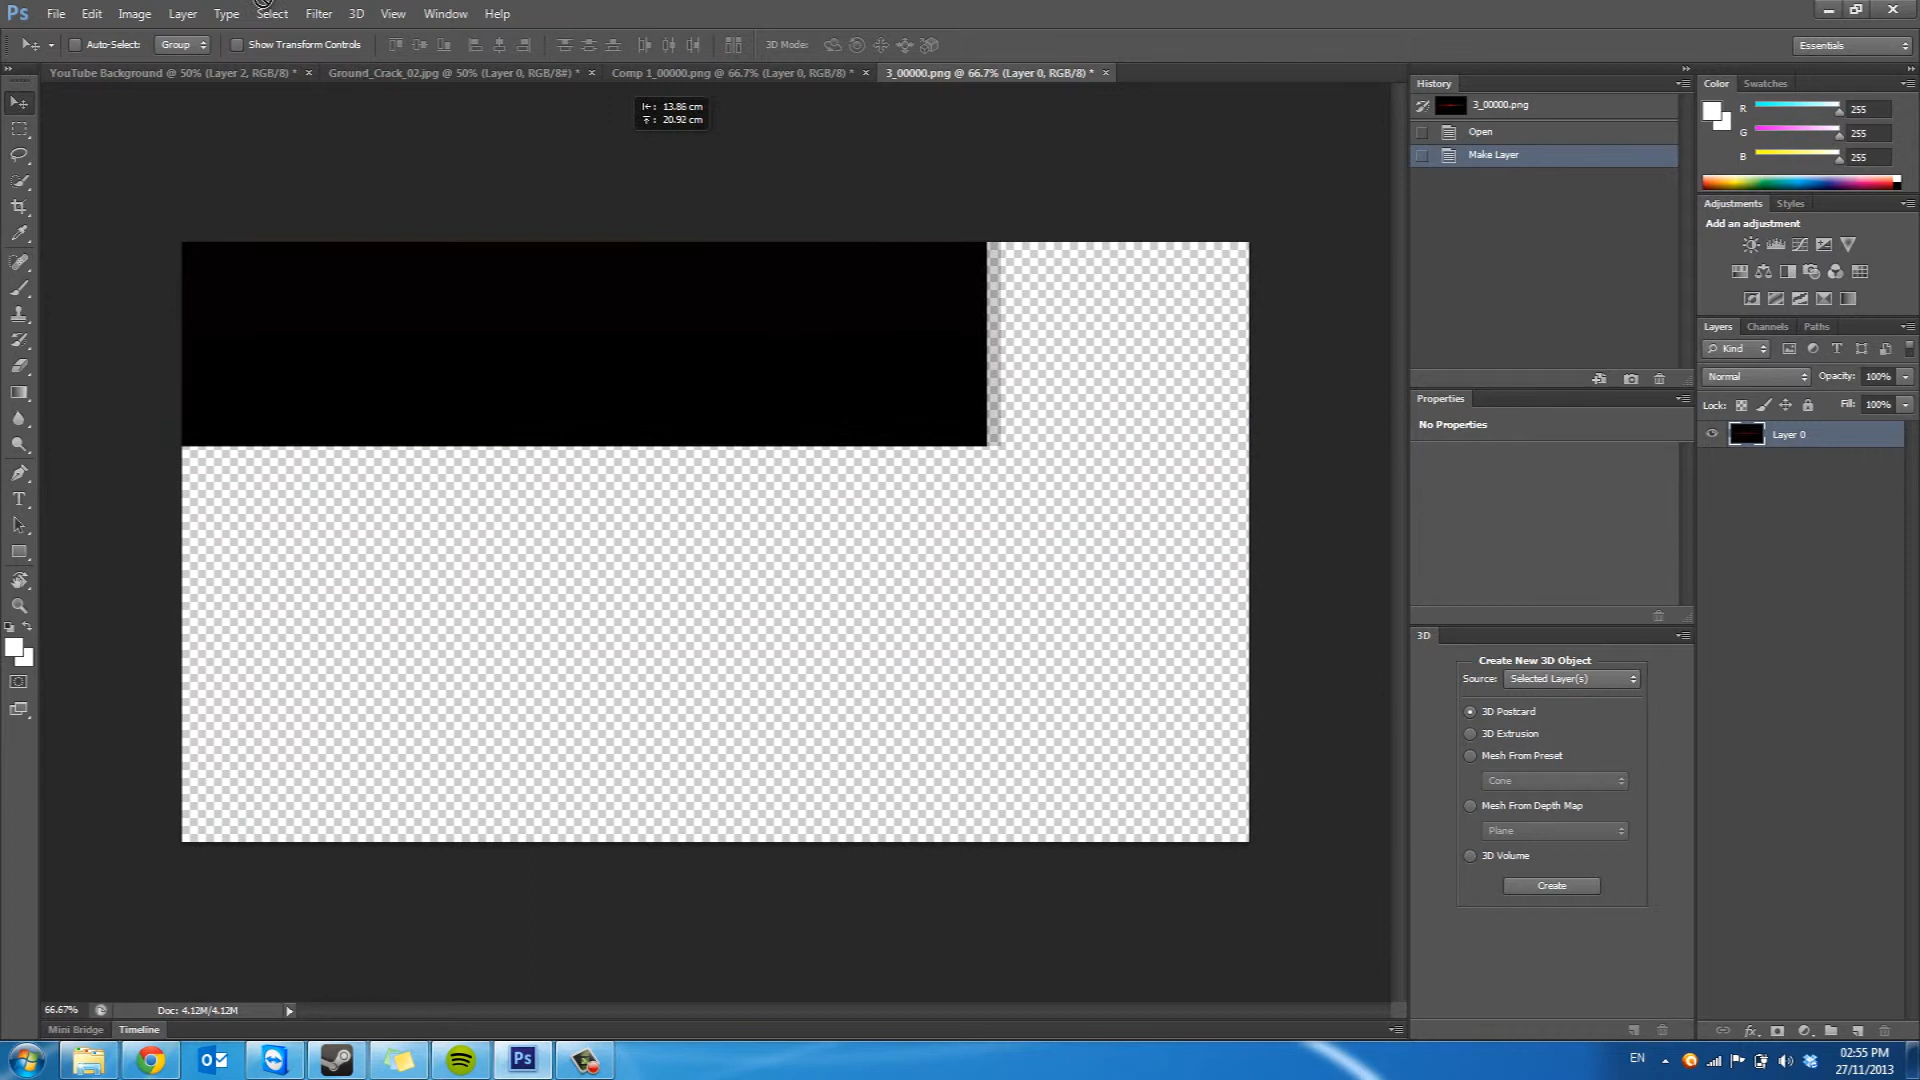 Ps File Edit Image Layer Type Select Filter 3D View Window Help
Auto-Select: Group Show Transform Controls 3D Mode: Essentials
YouTube Background @ 50% (Layer 2, RGB/8) * × Ground_Crack_02.jpg @ 50% (Layer 0, RGB/8#) * × Comp 1_00000.png @ 66.7% (Layer 0, RGB/8) * × 3_00000.png @ 66.7% (Layer 0, RGB/8) * ×
13.86 cm
20.92 cm
History
3_00000.png
Open
Make Layer
Properties
No Properties
3D
Create New 3D Object
Source: Selected Layer(s)
3D Postcard
3D Extrusion
Mesh From Preset
Cone
Mesh From Depth Map
Plane
3D Volume
Create
Color Swatches
R 255
G 255
B 255
Adjustments Styles
Add an adjustment
Layers Channels Paths
Kind
Normal Opacity: 100%
Lock: Fill: 100%
Layer 0
66.67% Doc: 4.12M/4.12M
Mini Bridge Timeline
EN
02:55 PM
27/11/2013